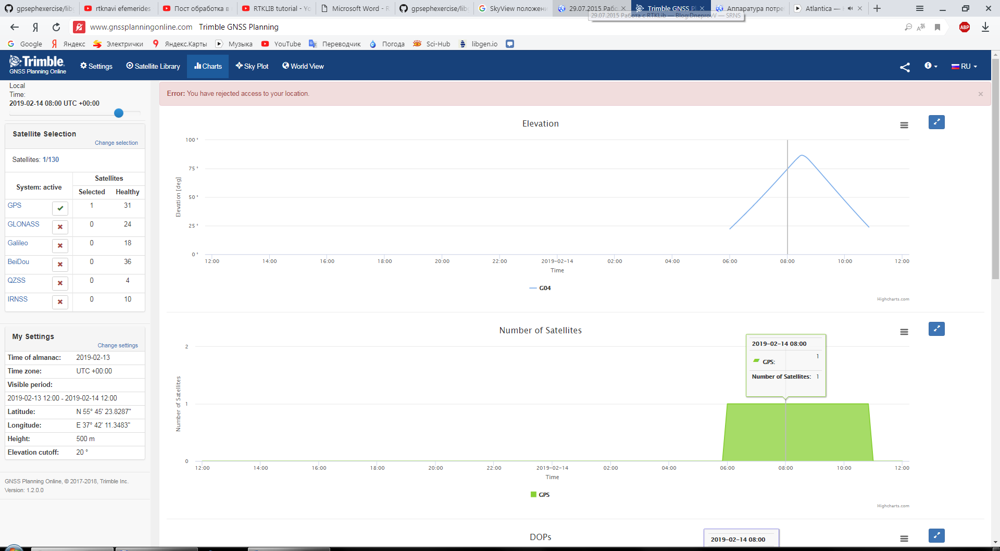 gpsephexercise/libg
rtknavi efemerides
Пост обработка в
RTKLIB tutorial - Yo
Microsoft Word - R
gpsephexercise/libg
SkyView положени
29.07.2015 Рабо
Trimble GNSS Pl
Аппаратура потре
Atlantica —
29.07.2015 Работа с RTKLib — Blog:DneprovV — SRNS
www.gnssplanningonline.com Trimble GNSS Planning
ABP
Google
Яндекс
Электрички
Яндекс.Карты
Музыка
YouTube
Переводчик
Погода
Sci-Hub
libgen.io
Trimble.
GNSS Planning Online
Settings
Satellite Library
Charts
Sky Plot
World View
RU
Local
Time:
2019-02-14 08:00 UTC +00:00
Satellite Selection
Change selection
Satellites: 1/130
System: active
Satellites
Selected Healthy
GPS 1 31
GLONASS 0 24
Galileo 0 18
BeiDou 0 36
QZSS 0 4
IRNSS 0 10
My Settings
Change settings
Time of almanac: 2019-02-13
Time zone: UTC +00:00
Visible period:
2019-02-13 12:00 - 2019-02-14 12:00
Latitude: N 55° 45' 23.8287"
Longitude: E 37° 42' 11.3483"
Height: 500 m
Elevation cutoff: 20 °
GNSS Planning Online, © 2017-2018, Trimble Inc.
Version: 1.2.0.0
Error: You have rejected access to your location.
×
Elevation
Elevation [deg]
100 °
75 °
50 °
25 °
0 °
12:00 14:00 16:00 18:00 20:00 22:00 2019-02-14 02:00 04:00 06:00 08:00 10:00 12:00
Time
G04
Highcharts.com
Number of Satellites
Number of Satellites
2
1
0
2019-02-14 08:00
GPS: 1
Number of Satellites: 1
12:00 14:00 16:00 18:00 20:00 22:00 2019-02-14 02:00 04:00 06:00 08:00 10:00 12:00
Time
GPS
Highcharts.com
DOPs
2019-02-14 08:00